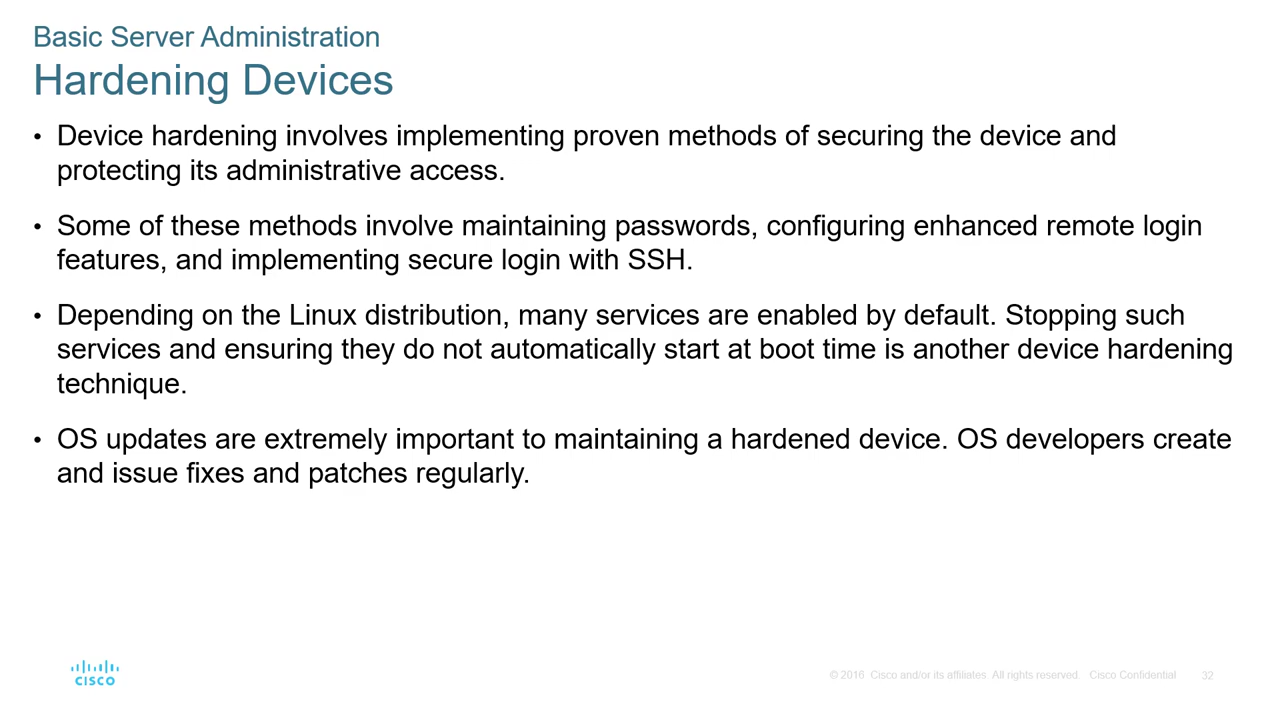 Basic Server Administration
Hardening Devices
• Device hardening involves implementing proven methods of securing the device and
protecting its administrative access.
• Some of these methods involve maintaining passwords, configuring enhanced remote login
features, and implementing secure login with SSH.
• Depending on the Linux distribution, many services are enabled by default. Stopping such
services and ensuring they do not automatically start at boot time is another device hardening
technique.
• OS updates are extremely important to maintaining a hardened device. OS developers create
and issue fixes and patches regularly.
CISCO
© 2016 Cisco and/or its affiliates. All rights reserved. Cisco Confidential 32